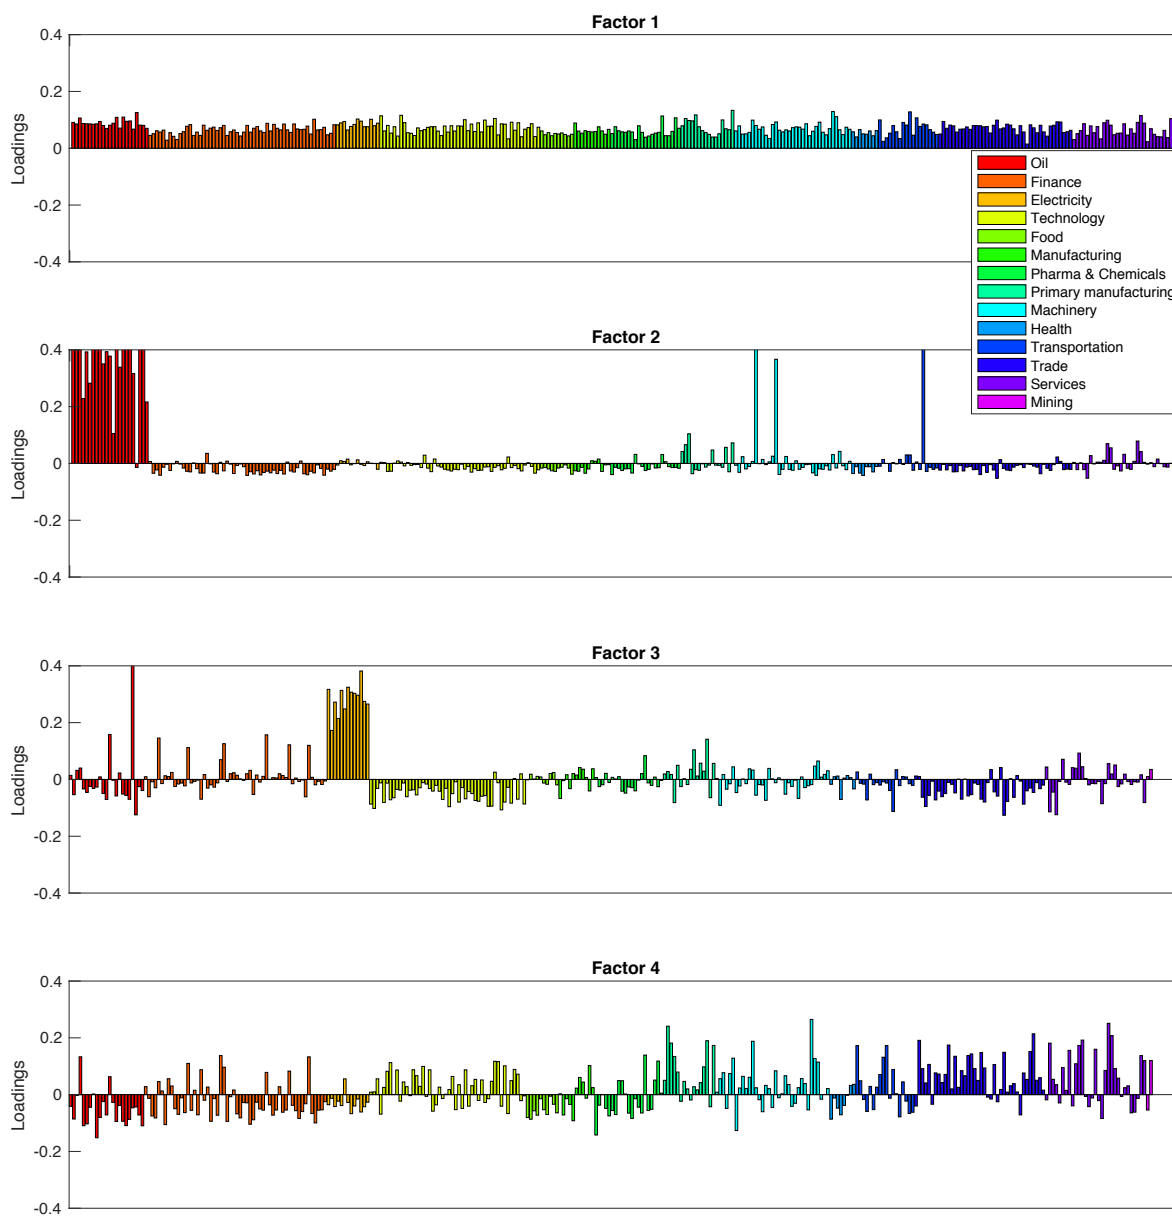 Factor 1
0.4
0.2
0
-0.2
-0.4
Loadings
Oil
Finance
Electricity
Technology
Food
Manufacturing
Pharma & Chemicals
Primary manufacturing
Machinery
Health
Transportation
Trade
Services
Mining
Factor 2
0.4
0.2
0
-0.2
-0.4
Loadings
Factor 3
0.4
0.2
0
-0.2
-0.4
Loadings
Factor 4
0.4
0.2
0
-0.2
-0.4
Loadings